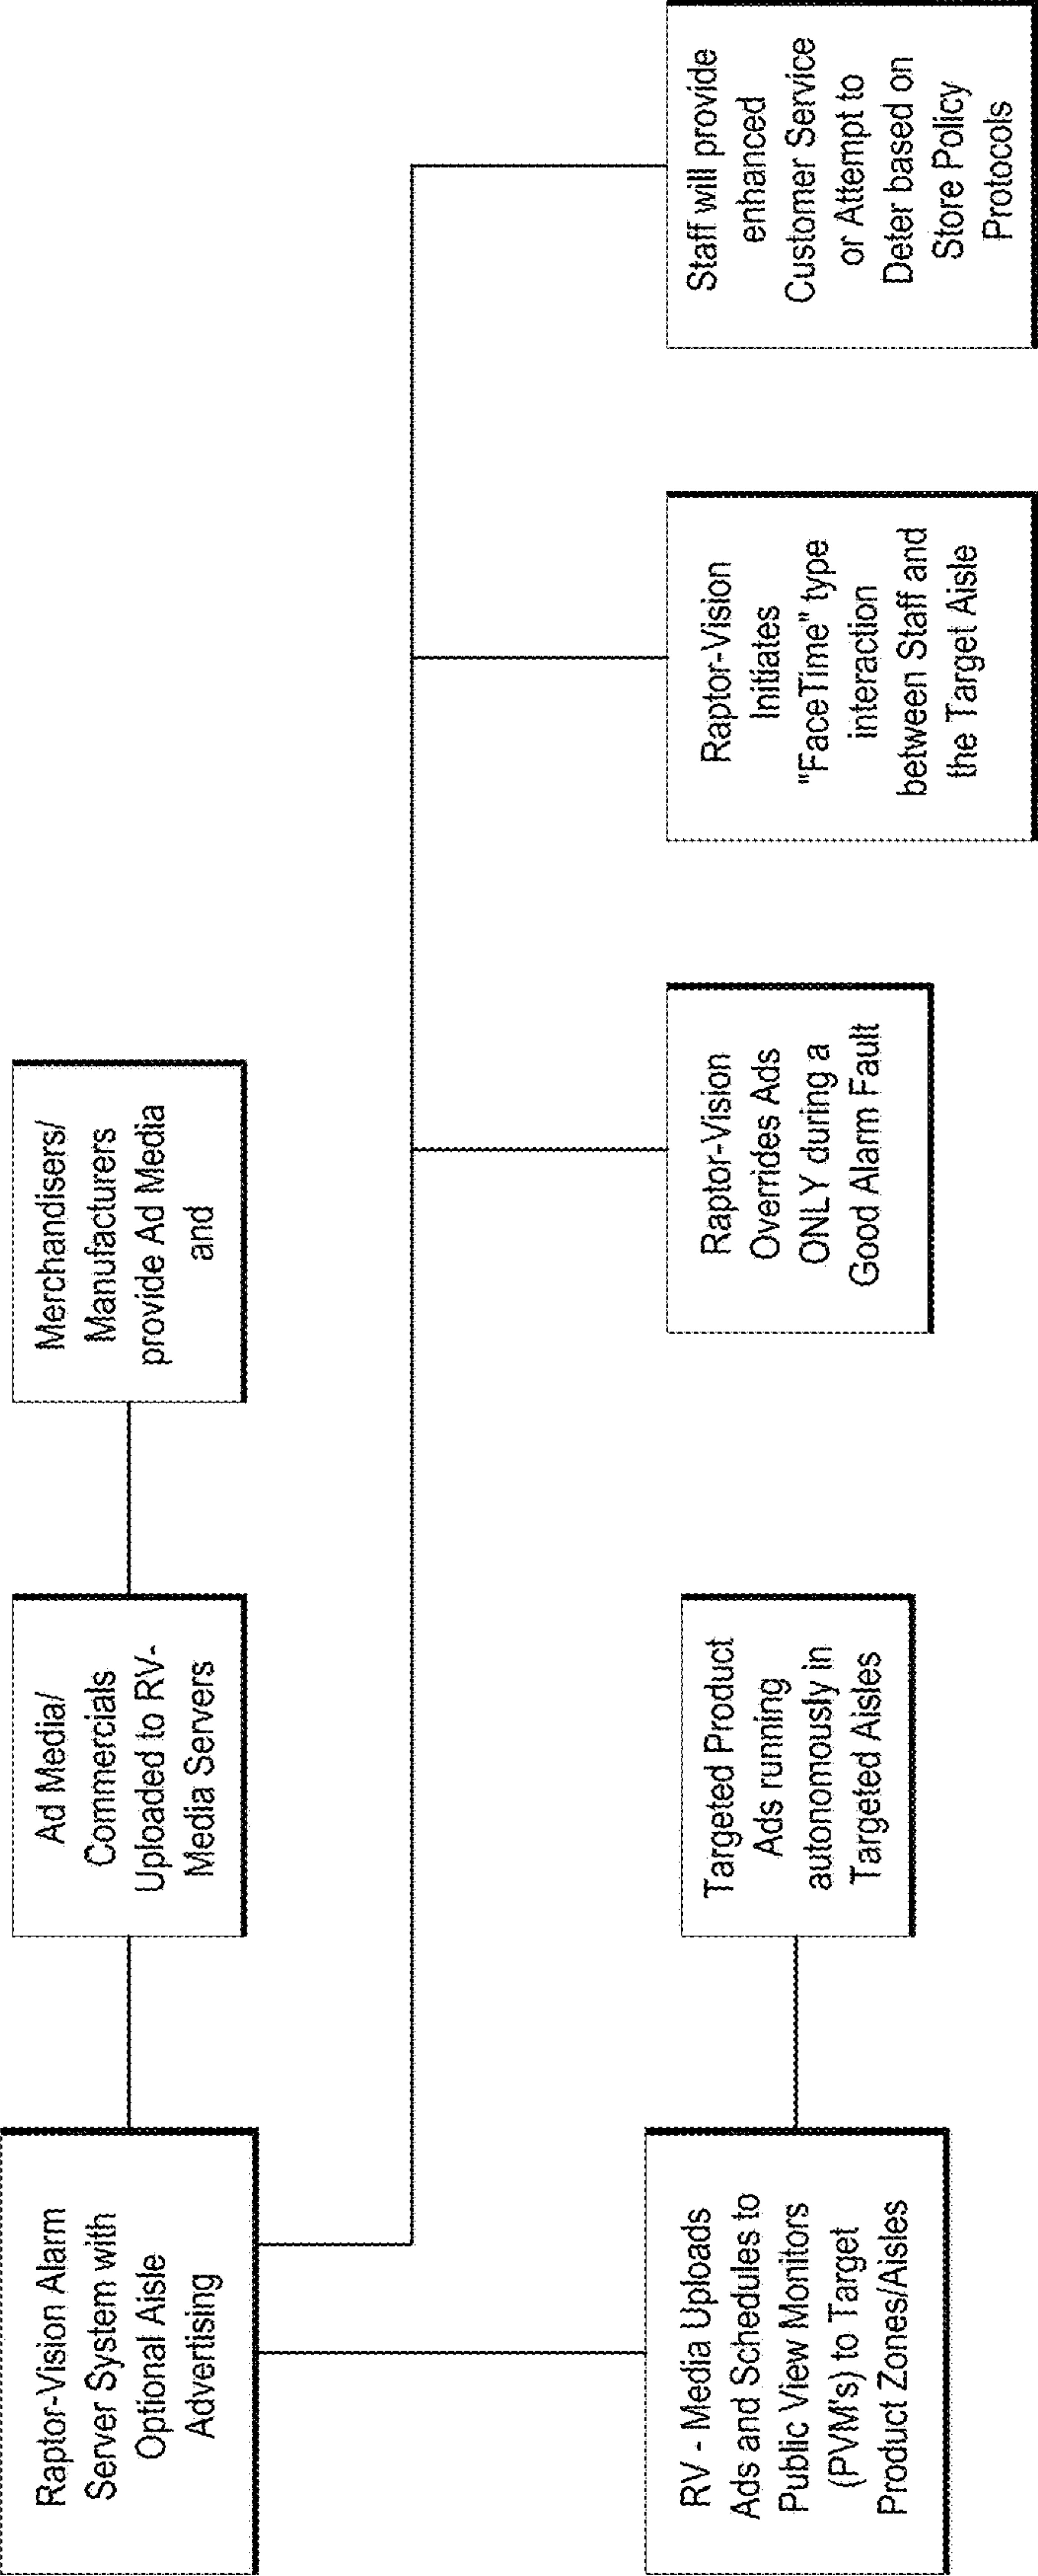 Raptor-Vision Alarm
Server System with
Optional Aisle
Advertising
Ad Media/
Commercials
Uploaded to RV-
Media Servers
Merchandisers/
Manufacturers
provide Ad Media
and
RV - Media Uploads
Ads and Schedules to
Public View Monitors
(PVM's) to Target
Product Zones/Aisles
Targeted Product
Ads running
autonomously in
Targeted Aisles
Raptor-Vision
Overrides Ads
ONLY during a
Good Alarm Fault
Raptor-Vision
Initiates
"FaceTime" type
interaction
between Staff and
the Target Aisle
Staff will provide
enhanced
Customer Service
or Attempt to
Deter based on
Store Policy
Protocols